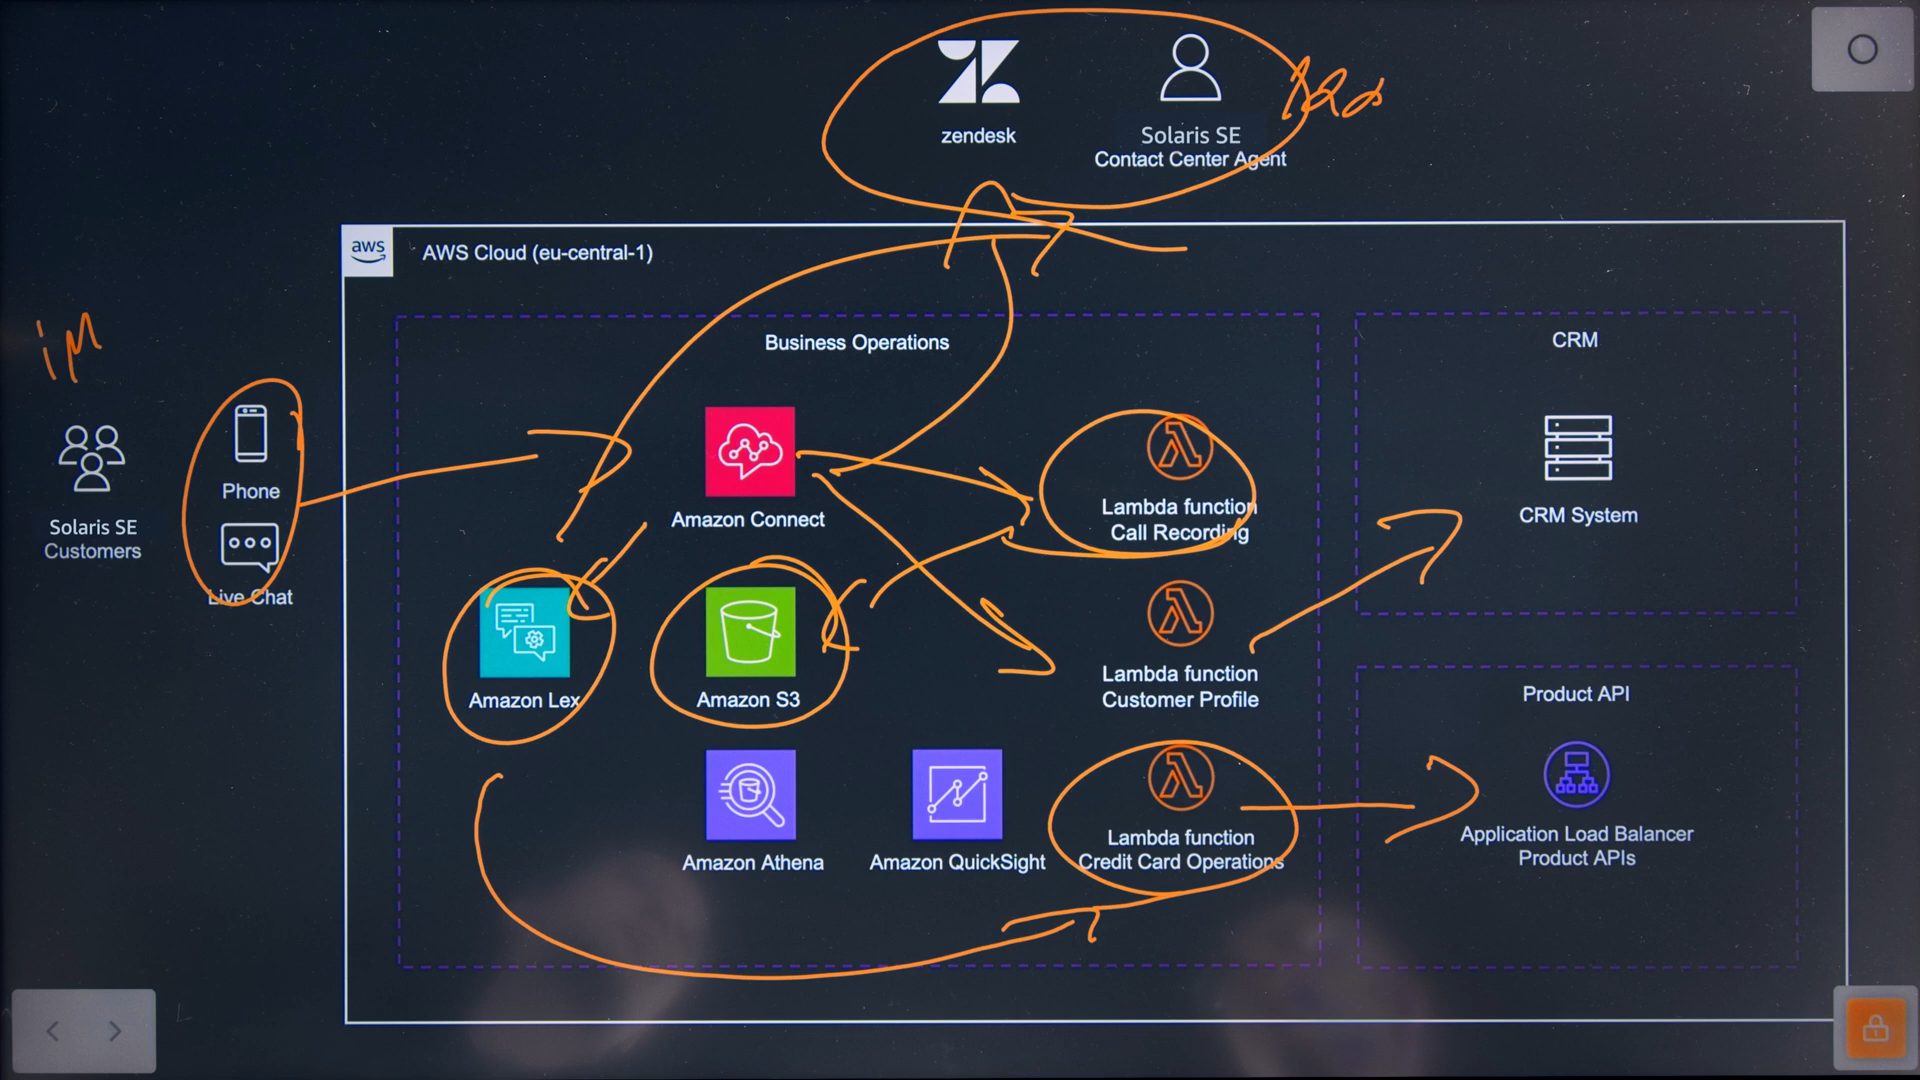 zendesk
Solaris SE
Contact Center Agent
aws
AWS Cloud (eu-central-1)
Business Operations
CRM
1M
Phone
Solaris SE
Customers
Live Chat
Amazon Connect
Lambda function
Call Recording
CRM System
Amazon Lex
Amazon S3
Lambda function
Customer Profile
Product API
Amazon Athena
Amazon QuickSight
Lambda function
Credit Card Operations
Application Load Balancer
Product APIs